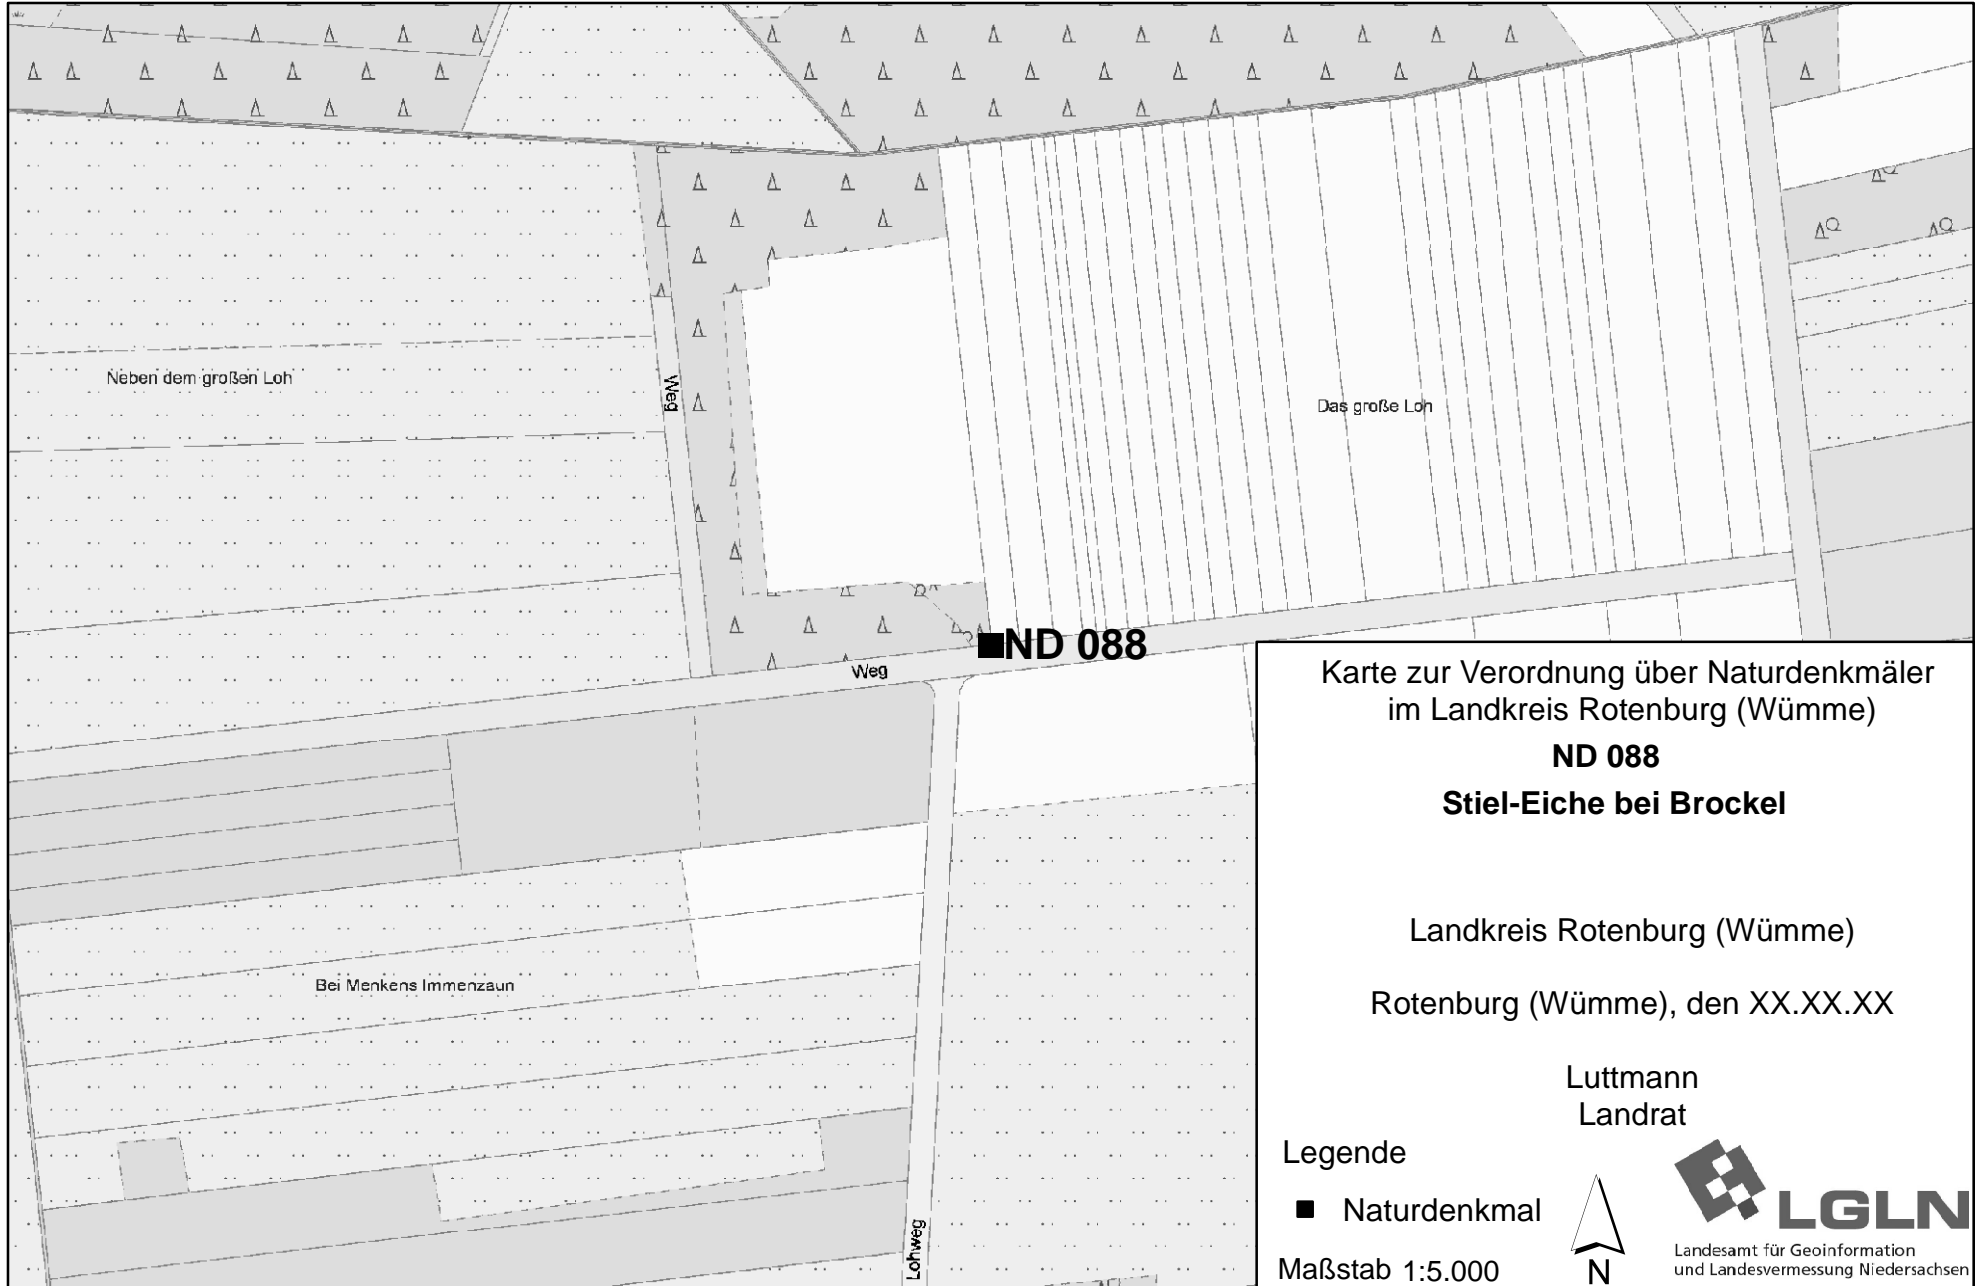 Neben dem großen Loh
Weg
Das große Loh
ND 088
Weg
Bei Menkens Immenzaun
Lohweg
Karte zur Verordnung über Naturdenkmäler
im Landkreis Rotenburg (Wümme)
ND 088
Stiel-Eiche bei Brockel
Landkreis Rotenburg (Wümme)
Rotenburg (Wümme), den XX.XX.XX
Luttmann
Landrat
Legende
Naturdenkmal
Maßstab 1:5.000
N
LGLN
Landesamt für Geoinformation
und Landesvermessung Niedersachsen